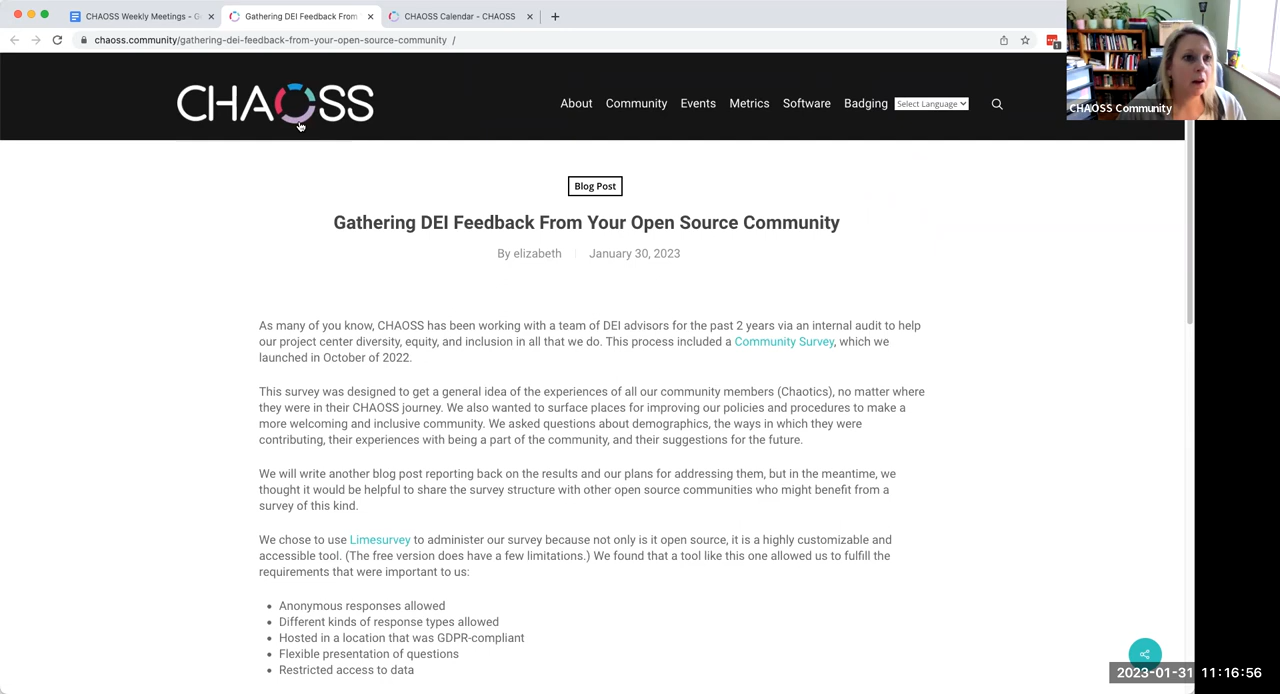 CHAOSS Weekly Meetings - G
Gathering DEI Feedback From
CHAOSS Calendar - CHAOSS
chaoss.community/gathering-dei-feedback-from-your-open-source-community/
1
CHAOSS
About Community Events Metrics Software Badging Select Language
CHAOSS Community
Blog Post
Gathering DEI Feedback From Your Open Source Community
By elizabeth January 30, 2023
As many of you know, CHAOSS has been working with a team of DEI advisors for the past 2 years via an internal audit to help
our project center diversity, equity, and inclusion in all that we do. This process included a Community Survey, which we
launched in October of 2022.
This survey was designed to get a general idea of the experiences of all our community members (Chaotics), no matter where
they were in their CHAOSS journey. We also wanted to surface places for improving our policies and procedures to make a
more welcoming and inclusive community. We asked questions about demographics, the ways in which they were
contributing, their experiences with being a part of the community, and their suggestions for the future.
We will write another blog post reporting back on the results and our plans for addressing them, but in the meantime, we
thought it would be helpful to share the survey structure with other open source communities who might benefit from a
survey of this kind.
We chose to use Limesurvey to administer our survey because not only is it open source, it is a highly customizable and
accessible tool. (The free version does have a few limitations.) We found that a tool like this one allowed us to fulfill the
requirements that were important to us:
• Anonymous responses allowed
• Different kinds of response types allowed
• Hosted in a location that was GDPR-compliant
• Flexible presentation of questions
• Restricted access to data
2023-01-31 11:16:56